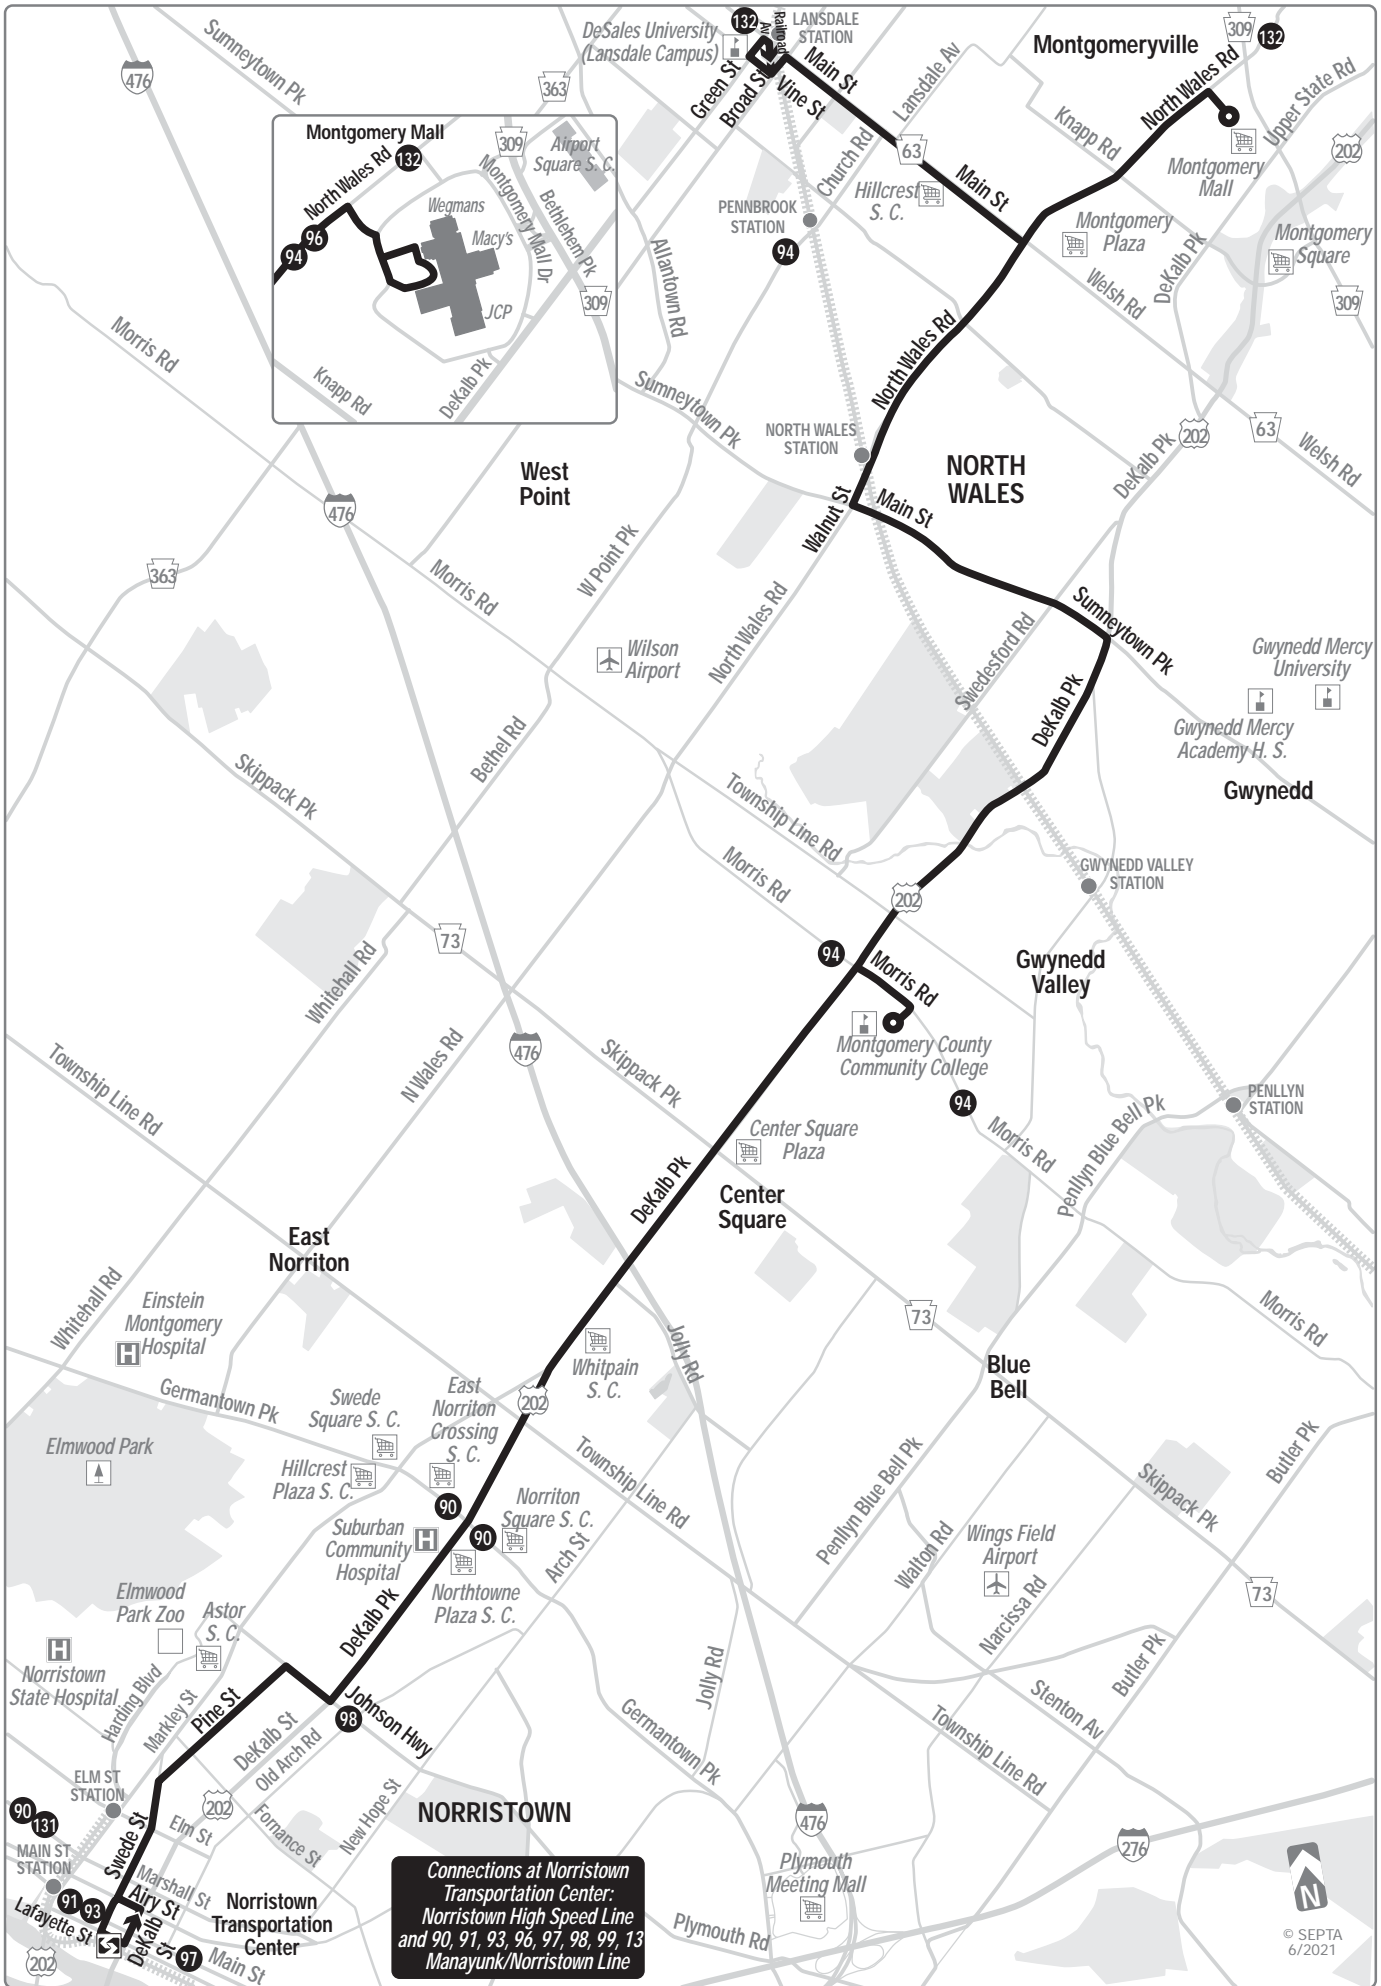 132
LANSDALE
STATION
DeSales University
(Lansdale Campus)
Railroad
Av
Green St
Broad St
Vine St
Main St
Lansdale Av
Montgomeryville
309
132
North Wales Rd
Upper State Rd
Knapp Rd
202
Montgomery
Mall
Sumneytown Pk
476
363
Montgomery Mall
132
North Wales Rd
96
94
309
Airport
Square S. C.
Wegmans
Macy's
JCP
Montgomery Mall Dr
Bethlehem Pk
309
Knapp Rd
DeKalb Pk
Church Rd
63
Hillcrest
S. C.
Main St
PENNBROOK
STATION
94
Montgomery
Plaza
DeKalb Pk
Montgomery
Square
309
Allantown Rd
Welsh Rd
Morris Rd
North Wales Rd
Sumneytown Pk
NORTH WALES
STATION
202
63
Welsh Rd
NORTH
WALES
DeKalb Pk
West
Point
476
Walnut St
Main St
363
Morris Rd
W Point Pk
North Wales Rd
Sumneytown Pk
Swedesford Rd
Wilson
Airport
Gwynedd Mercy
University
Gwynedd Mercy
Academy H. S.
DeKalb Pk
Gwynedd
Bethel Rd
Skippack Pk
Township Line Rd
Morris Rd
GWYNEDD VALLEY
STATION
202
73
94
Morris Rd
Gwynedd
Valley
Whitehall Rd
Montgomery County
Community College
N Wales Rd
476
Skippack Pk
94
Township Line Rd
PENLLYN
STATION
Morris Rd
Penllyn Blue Bell Pk
Center Square
Plaza
DeKalb Pk
Center
Square
East
Norriton
Whitehall Rd
Einstein
Montgomery
Hospital
H
73
Morris Rd
Jolly Rd
Whitpain
S. C.
Blue
Bell
Germantown Pk
Swede
Square S. C.
East
Norriton
Crossing
S. C.
202
Elmwood Park
Hillcrest
Plaza S. C.
Township Line Rd
Butler Pk
Skippack Pk
Penllyn Blue Bell Pk
90
Norriton
Square S. C.
90
Suburban
Community
Hospital
H
Arch St
Walton Rd
Wings Field
Airport
Northtowne
Plaza S. C.
Narcissa Rd
73
Elmwood
Park Zoo
Astor
S. C.
DeKalb Pk
H
Norristown
State Hospital
Harding Blvd
Markley St
Pine St
DeKalb St
Old Arch Rd
98
Johnson Hwy
Jolly Rd
Butler Pk
Stenton Av
Germantown Pk
Township Line Rd
ELM ST
STATION
202
Fornance St
New Hope St
NORRISTOWN
476
276
90
131
Swede St
Elm St
MAIN ST
STATION
Marshall St
91
93
Airy St
Lafayette St
DeKalb
St
97
Main St
202
Norristown
Transportation
Center
Connections at Norristown
Transportation Center:
Norristown High Speed Line
and 90, 91, 93, 96, 97, 98, 99, 13
Manayunk/Norristown Line
Plymouth
Meeting Mall
Plymouth Rd
N
© SEPTA
6/2021